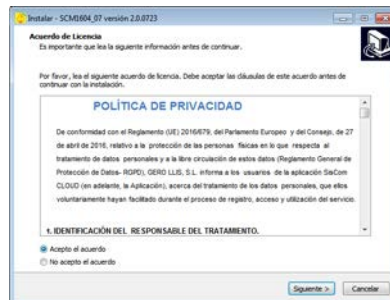 Instalar - SCM1604_07 versión 2.0.0723
Acuerdo de Licencia
Es importante que lea la siguiente información antes de continuar.
Por favor, lea el siguiente acuerdo de licencia. Debe aceptar las cláusulas de este acuerdo antes de
continuar con la instalación.
POLÍTICA DE PRIVACIDAD
De conformidad con el Reglamento (UE) 2016/679, del Parlamento Europeo y del Consejo, de 27
de abril de 2016, relativo a la protección de las personas físicas en lo que respecta al
tratamiento de datos personales y a la libre circulación de estos datos (Reglamento General de
Protección de Datos- RGPD), GERO LLIS, S.L. informa a los usuarios de la aplicación SisCom
CLOUD (en adelante, la Aplicación), acerca del tratamiento de los datos personales, que ellos
voluntariamente hayan facilitado durante el proceso de registro, acceso y utilización del servicio.
1. IDENTIFICACIÓN DEL RESPONSABLE DEL TRATAMIENTO.
Acepto el acuerdo
No acepto el acuerdo
Siguiente >
Cancelar